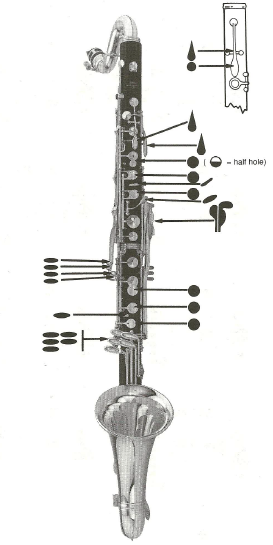 ( = half hole)